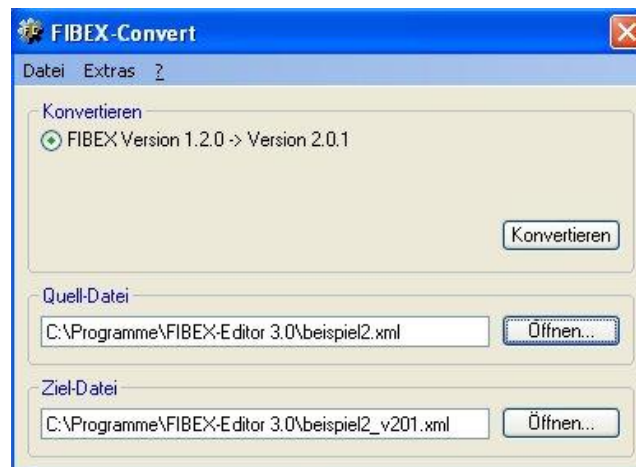 FIBEX-Convert
Datei Extras ?
Konvertieren
FIBEX Version 1.2.0 -> Version 2.0.1
Konvertieren
Quell-Datei
C:\Programme\FIBEX-Editor 3.0\beispiel2.xml Öffnen...
Ziel-Datei
C:\Programme\FIBEX-Editor 3.0\beispiel2_v201.xml Öffnen...